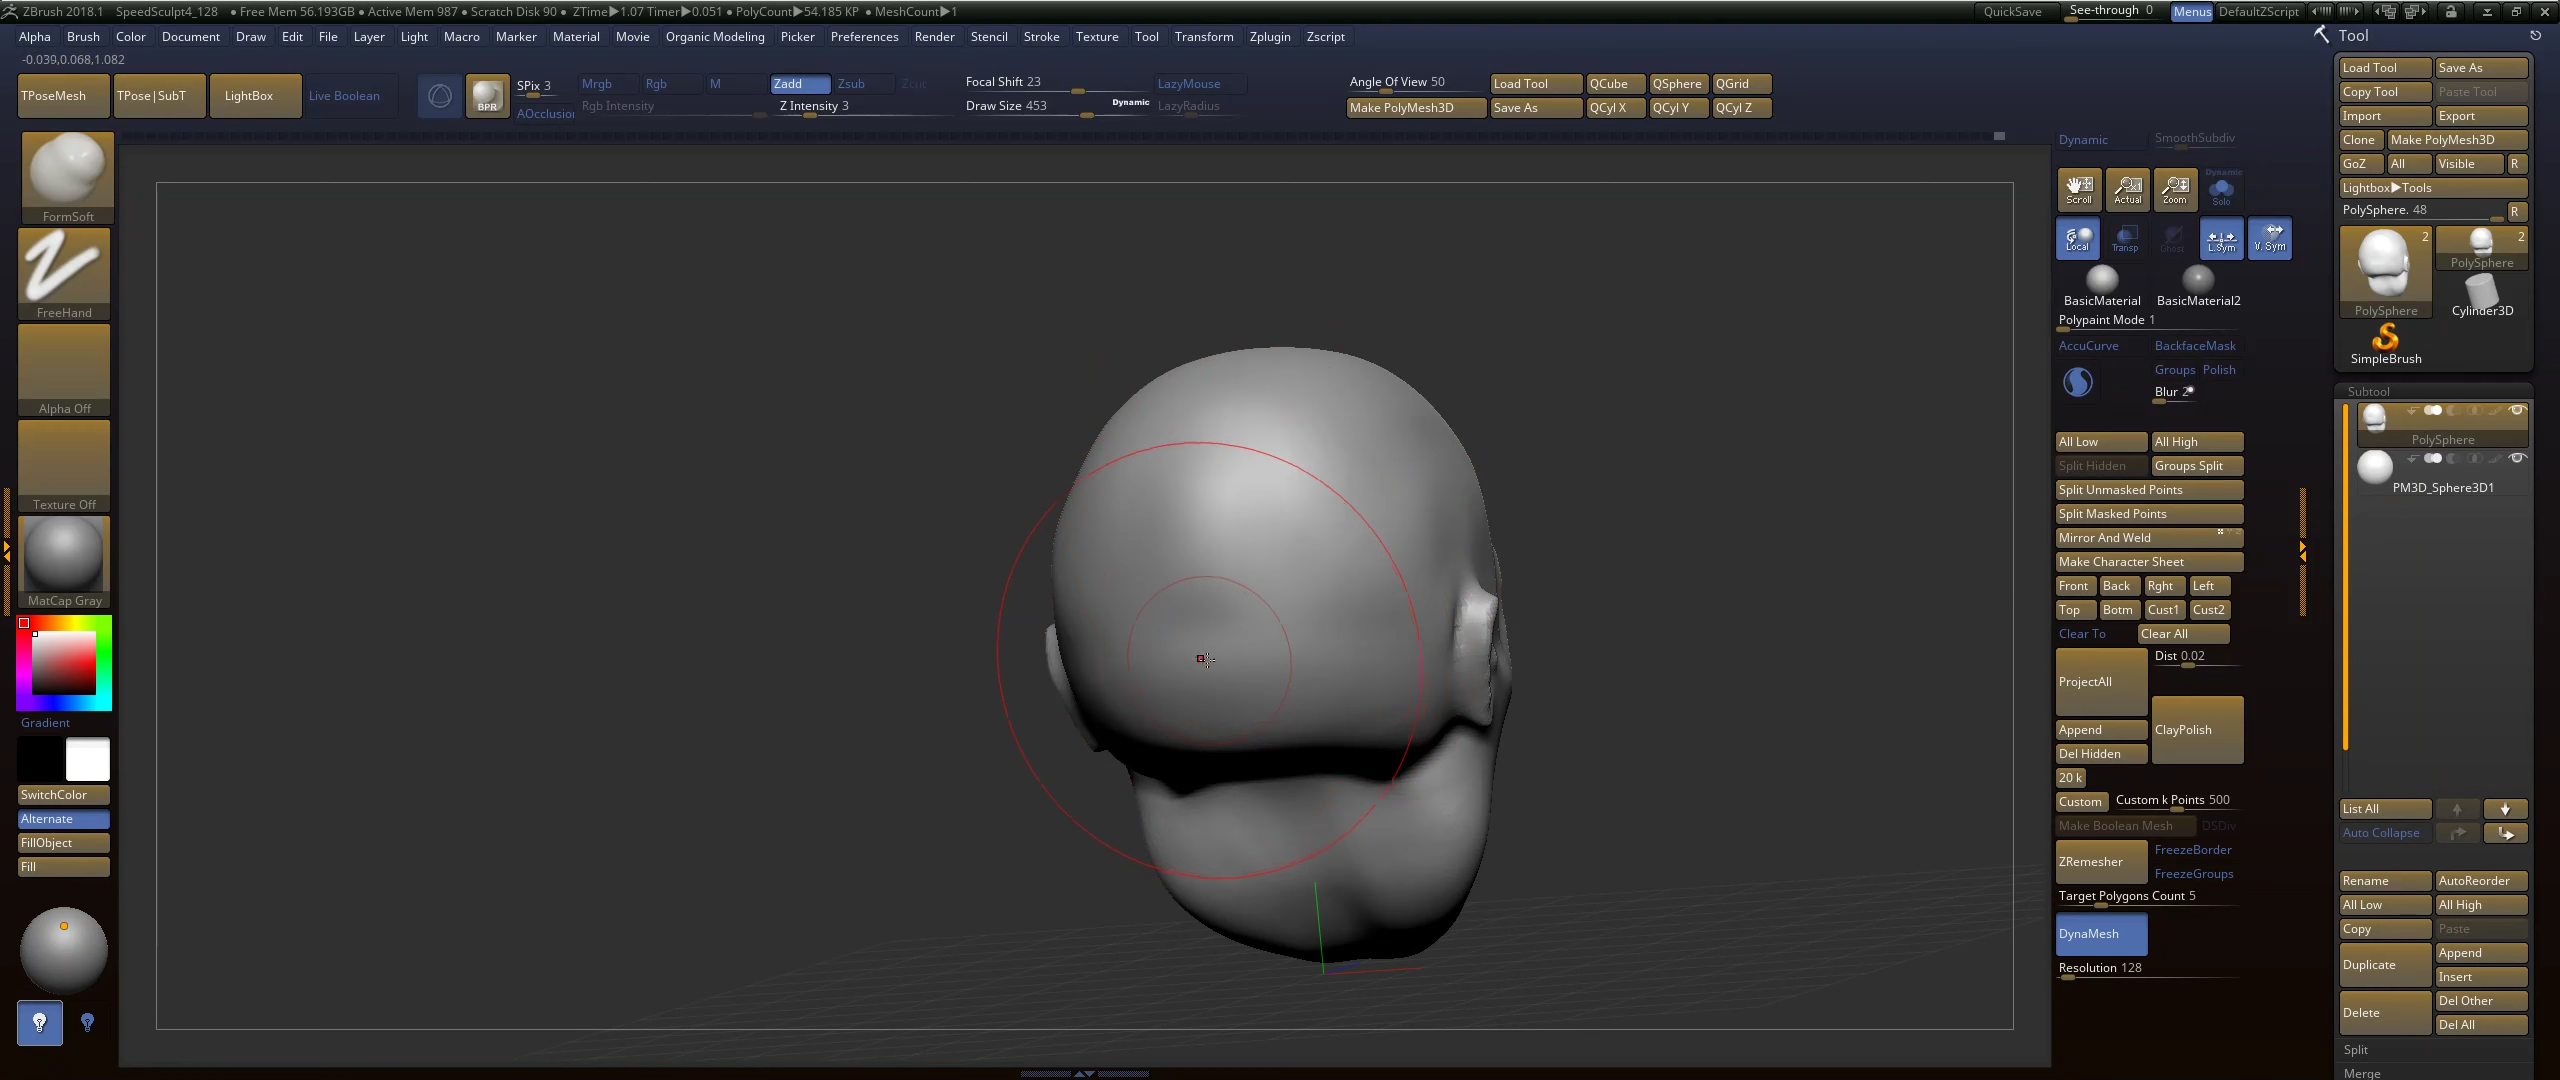 ZBrush 2018.1 SpeedSculpt4_128 ● Free Mem 56.193GB ● Active Mem 987 ● Scratch Disk 90 ● ZTime▶1.07 Timer▶0.051 ● PolyCount▶54.185 KP ● MeshCount▶1 QuickSave See-through 0 Menus DefaultZScript
Alpha Brush Color Document Draw Edit File Layer Light Macro Marker Material Movie Organic Modeling Picker Preferences Render Stencil Stroke Texture Tool Transform Zplugin Zscript
-0.039,0.068,1.082
TPoseMesh TPose|SubT LightBox Live Boolean
BPR
SPix 3
AOcclusion
Mrgb Rgb M Zadd Zsub Zcut
Rgb Intensity Z Intensity 3
Focal Shift 23
Draw Size 453 Dynamic
LazyMouse
LazyRadius
Angle Of View 50 Load Tool QCube QSphere QGrid
Make PolyMesh3D Save As QCyl X QCyl Y QCyl Z
FormSoft
FreeHand
Alpha Off
Texture Off
MatCap Gray
Gradient
SwitchColor
Alternate
FillObject
Fill
Dynamic SmoothSubdiv
Scroll Actual Zoom Dynamic Solo
Local Transp Ghost L.Sym V. Sym
BasicMaterial BasicMaterial2
Polypaint Mode 1
AccuCurve BackfaceMask
Groups Polish
Blur 2
All Low All High
Split Hidden Groups Split
Split Unmasked Points
Split Masked Points
Mirror And Weld
Make Character Sheet
Front Back Rght Left
Top Botm Cust1 Cust2
Clear To Clear All
ProjectAll Dist 0.02
Append ClayPolish
Del Hidden
20 k
Custom Custom k Points 500
Make Boolean Mesh DSDiv
ZRemesher FreezeBorder
FreezeGroups
Target Polygons Count 5
DynaMesh
Resolution 128
Tool
Load Tool Save As
Copy Tool Paste Tool
Import Export
Clone Make PolyMesh3D
GoZ All Visible R
Lightbox▶Tools
PolySphere. 48 R
2 2
PolySphere
PolySphere Cylinder3D
SimpleBrush
Subtool
PolySphere
PM3D_Sphere3D1
List All
Auto Collapse
Rename AutoReorder
All Low All High
Copy Paste
Duplicate Append
Insert
Delete Del Other
Del All
Split
Merge